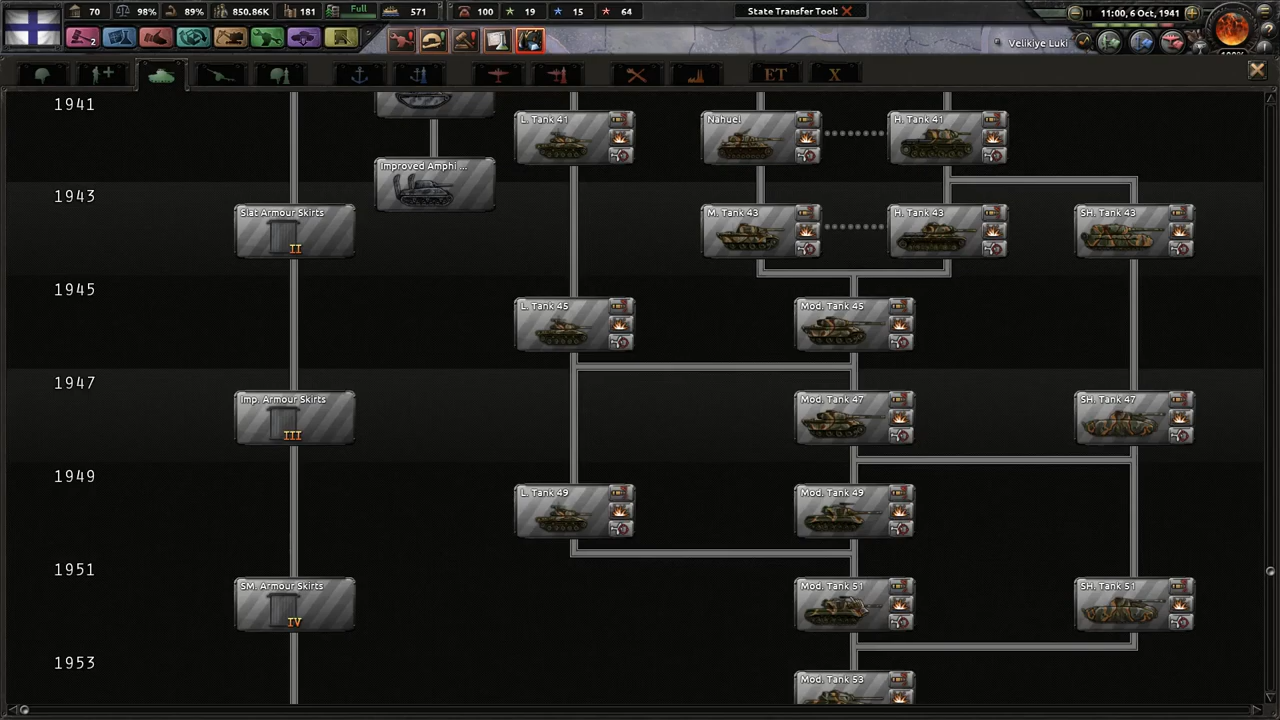 70 98% 89% 850.86K 181 Full 571 100 19 15 64 State Transfer Tool: 11:00, 6 Oct, 1941
2 Velikiye Luki 100%
ET X
1941
L. Tank 41 Nahuel H. Tank 41
Improved Amphi ...
1943
Slat Armour Skirts M. Tank 43 H. Tank 43 SH. Tank 43
II
1945
L. Tank 45 Mod. Tank 45
1947
Imp. Armour Skirts Mod. Tank 47 SH. Tank 47
III
1949
L. Tank 49 Mod. Tank 49
1951
SM. Armour Skirts Mod. Tank 51 SH. Tank 51
IV
1953
Mod. Tank 53